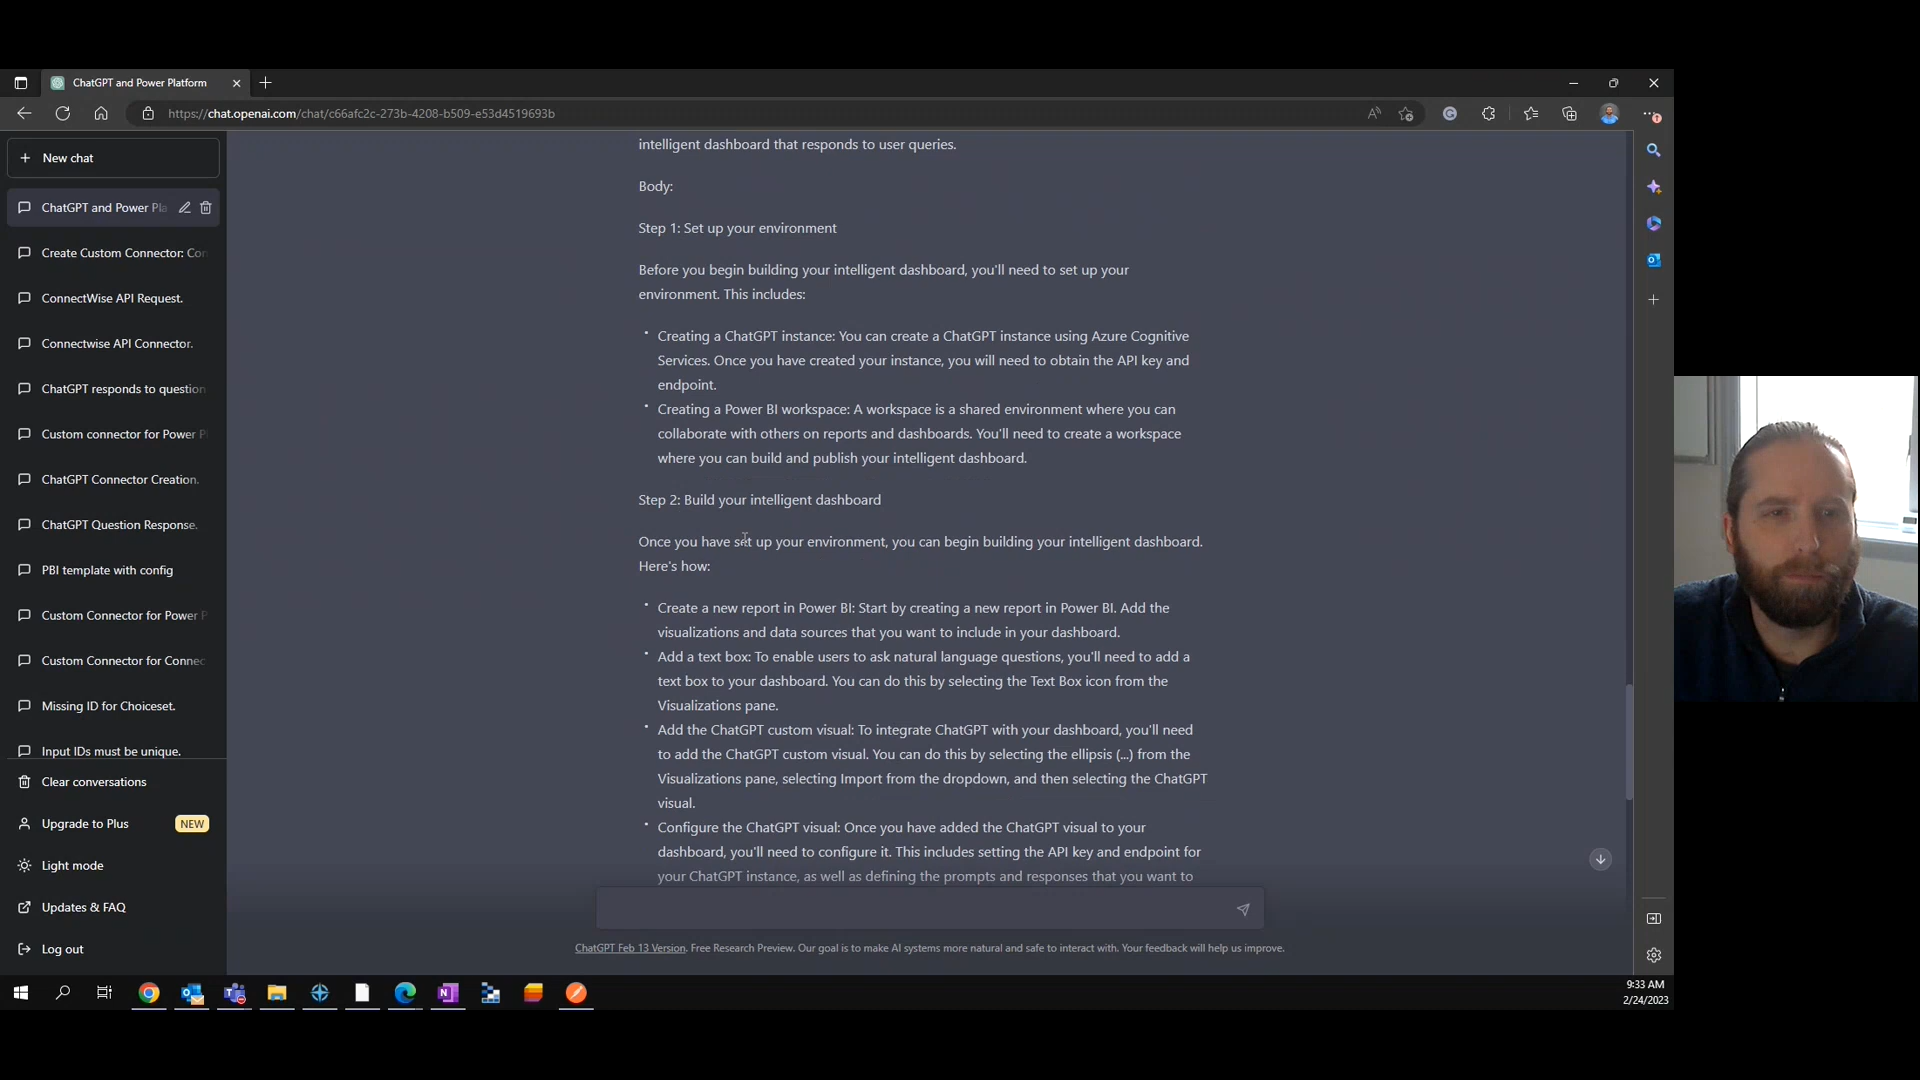 ChatGPT and Power Platform
https://chat.openai.com/chat/c66afc2c-273b-4208-b509-e53d4519693b
New chat
ChatGPT and Power Pla
Create Custom Connector: Con
ConnectWise API Request.
Connectwise API Connector.
ChatGPT responds to question
Custom connector for Power P
ChatGPT Connector Creation.
ChatGPT Question Response.
PBI template with config
Custom Connector for Power P
Custom Connector for Connec
Missing ID for Choiceset.
Input IDs must be unique.
Clear conversations
Upgrade to Plus NEW
Light mode
Updates & FAQ
Log out
intelligent dashboard that responds to user queries.
Body:
Step 1: Set up your environment
Before you begin building your intelligent dashboard, you'll need to set up your
environment. This includes:
• Creating a ChatGPT instance: You can create a ChatGPT instance using Azure Cognitive
Services. Once you have created your instance, you will need to obtain the API key and
endpoint.
• Creating a Power BI workspace: A workspace is a shared environment where you can
collaborate with others on reports and dashboards. You'll need to create a workspace
where you can build and publish your intelligent dashboard.
Step 2: Build your intelligent dashboard
Once you have set up your environment, you can begin building your intelligent dashboard.
Here's how:
• Create a new report in Power BI: Start by creating a new report in Power BI. Add the
visualizations and data sources that you want to include in your dashboard.
• Add a text box: To enable users to ask natural language questions, you'll need to add a
text box to your dashboard. You can do this by selecting the Text Box icon from the
Visualizations pane.
• Add the ChatGPT custom visual: To integrate ChatGPT with your dashboard, you'll need
to add the ChatGPT custom visual. You can do this by selecting the ellipsis (...) from the
Visualizations pane, selecting Import from the dropdown, and then selecting the ChatGPT
visual.
• Configure the ChatGPT visual: Once you have added the ChatGPT visual to your
dashboard, you'll need to configure it. This includes setting the API key and endpoint for
your ChatGPT instance, as well as defining the prompts and responses that you want to
ChatGPT Feb 13 Version. Free Research Preview. Our goal is to make AI systems more natural and safe to interact with. Your feedback will help us improve.
9:33 AM
2/24/2023